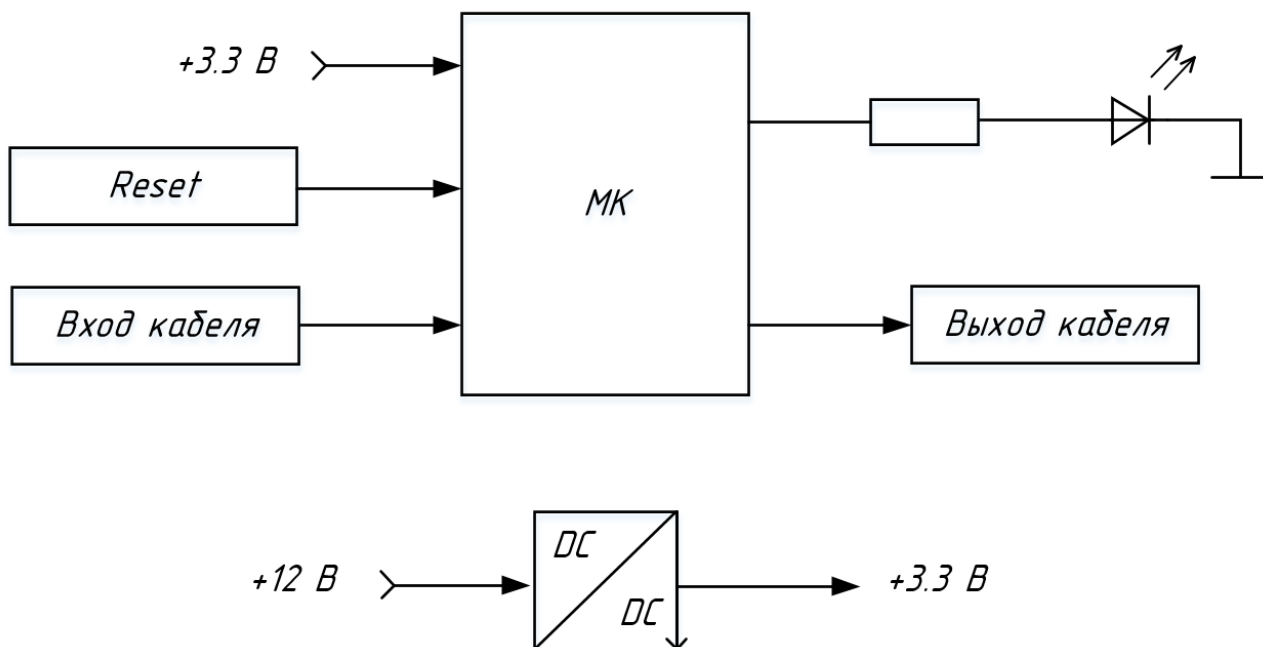 +3.3 В
Reset
МК
Вход кабеля
Выход кабеля
DC
+12 В
+3.3 В
DC